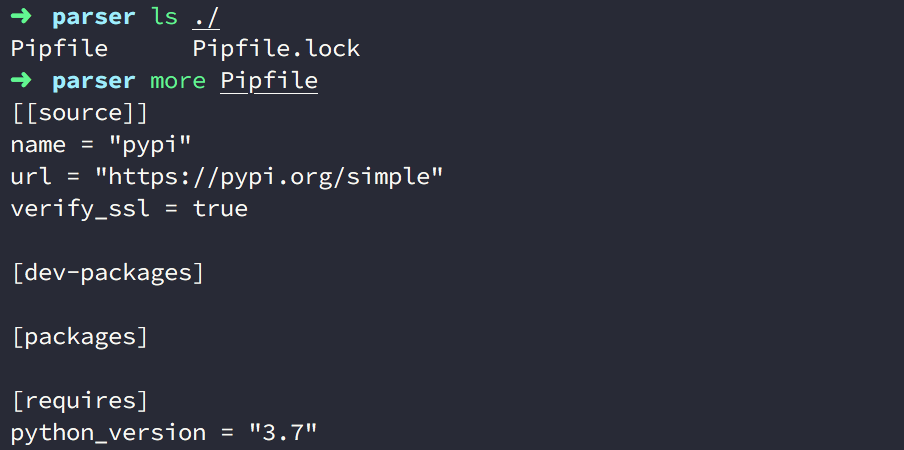 ➜ parser ls ./
Pipfile Pipfile.lock
➜ parser more Pipfile
[[source]]
name = "pypi"
url = "https://pypi.org/simple"
verify_ssl = true
[dev-packages]
[packages]
[requires]
python_version = "3.7"